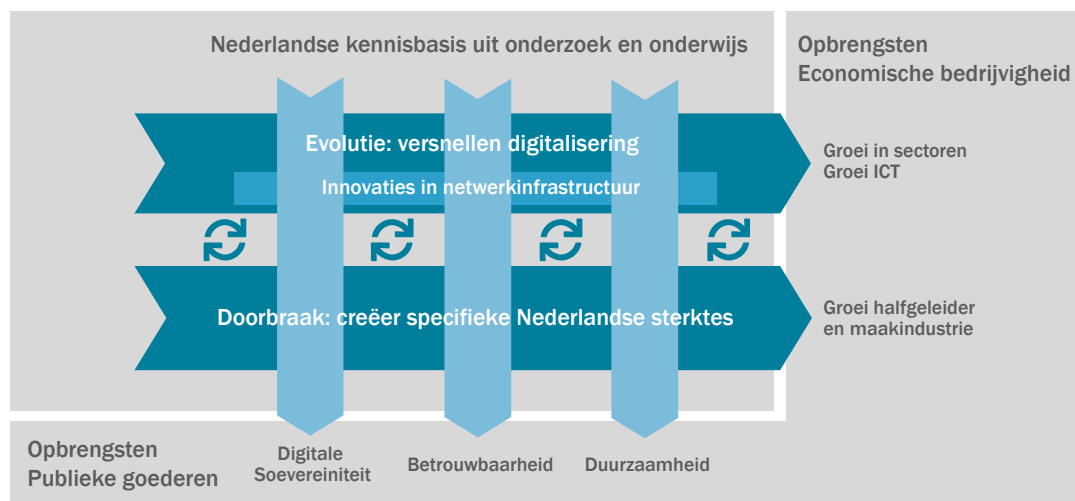 Nederlandse kennisbasis uit onderzoek en onderwijs
Opbrengsten
Economische bedrijvigheid
Evolutie: versnellen digitalisering
Innovaties in netwerkinfrastructuur
Groei in sectoren
Groei ICT
Doorbraak: creëer specifieke Nederlandse sterktes
Groei halfgeleider
en maakindustrie
Opbrengsten
Publieke goederen
Digitale
Soevereiniteit
Betrouwbaarheid
Duurzaamheid